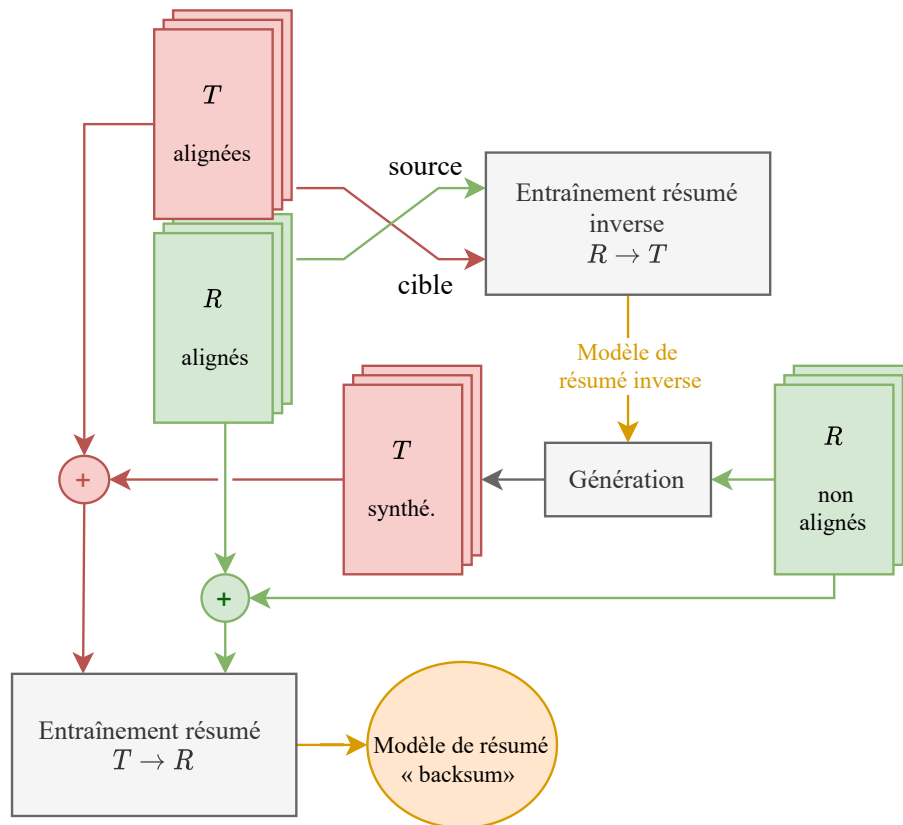 T
alignées
source
Entraînement résumé
inverse
R → T
cible
R
alignés
Modèle de
résumé inverse
T
synthé.
Génération
R
non
alignés
+
+
Entraînement résumé
T → R
Modèle de résumé
« backsum»